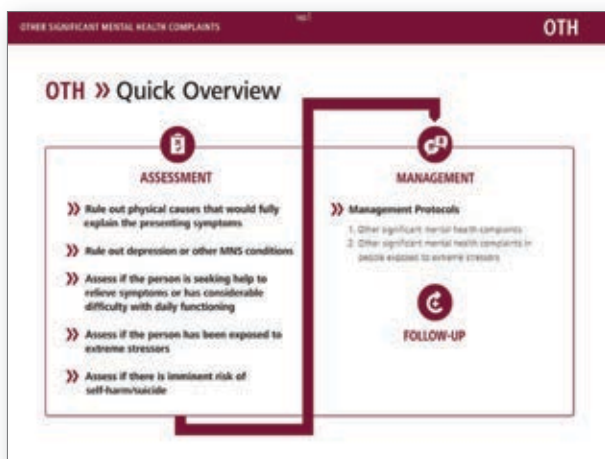 OTHER SIGNIFICANT MENTAL HEALTH COMPLAINTS
OTH
OTH » Quick Overview
ASSESSMENT
» Rule out physical causes that would fully
explain the presenting symptoms
» Rule out depression or other MNS conditions
» Assess if the person is seeking help to
relieve symptoms or has considerable
difficulty with daily functioning
» Assess if the person has been exposed to
extreme stressors
» Assess if there is imminent risk of
self-harm/suicide
MANAGEMENT
» Management Protocols
1. Other significant mental health complaints
2. Other significant mental health complaints in
people exposed to extreme stressors
FOLLOW-UP